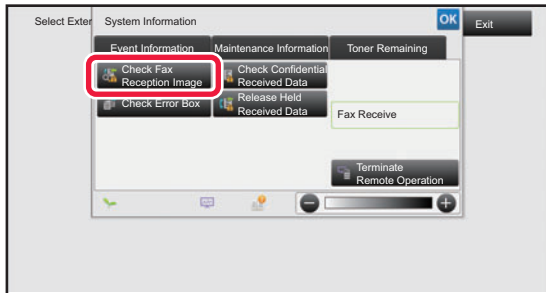 Select Exter
System Information
OK
Exit
Event Information
Maintenance Information
Toner Remaining
Check Fax
Reception Image
Check Confidential
Received Data
Check Error Box
Release Held
Received Data
Fax Receive
Terminate
Remote Operation